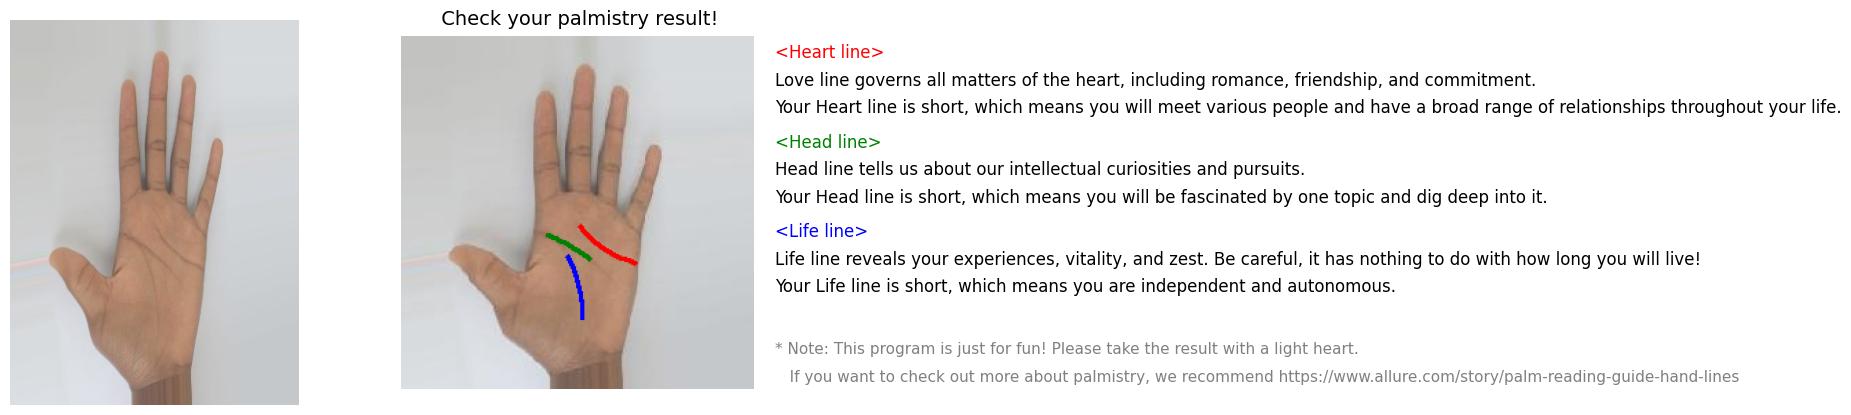 Check your palmistry result!
<Heart line>
Love line governs all matters of the heart, including romance, friendship, and commitment.
Your Heart line is short, which means you will meet various people and have a broad range of relationships throughout your life.
<Head line>
Head line tells us about our intellectual curiosities and pursuits.
Your Head line is short, which means you will be fascinated by one topic and dig deep into it.
<Life line>
Life line reveals your experiences, vitality, and zest. Be careful, it has nothing to do with how long you will live!
Your Life line is short, which means you are independent and autonomous.
* Note: This program is just for fun! Please take the result with a light heart.
If you want to check out more about palmistry, we recommend https://www.allure.com/story/palm-reading-guide-hand-lines